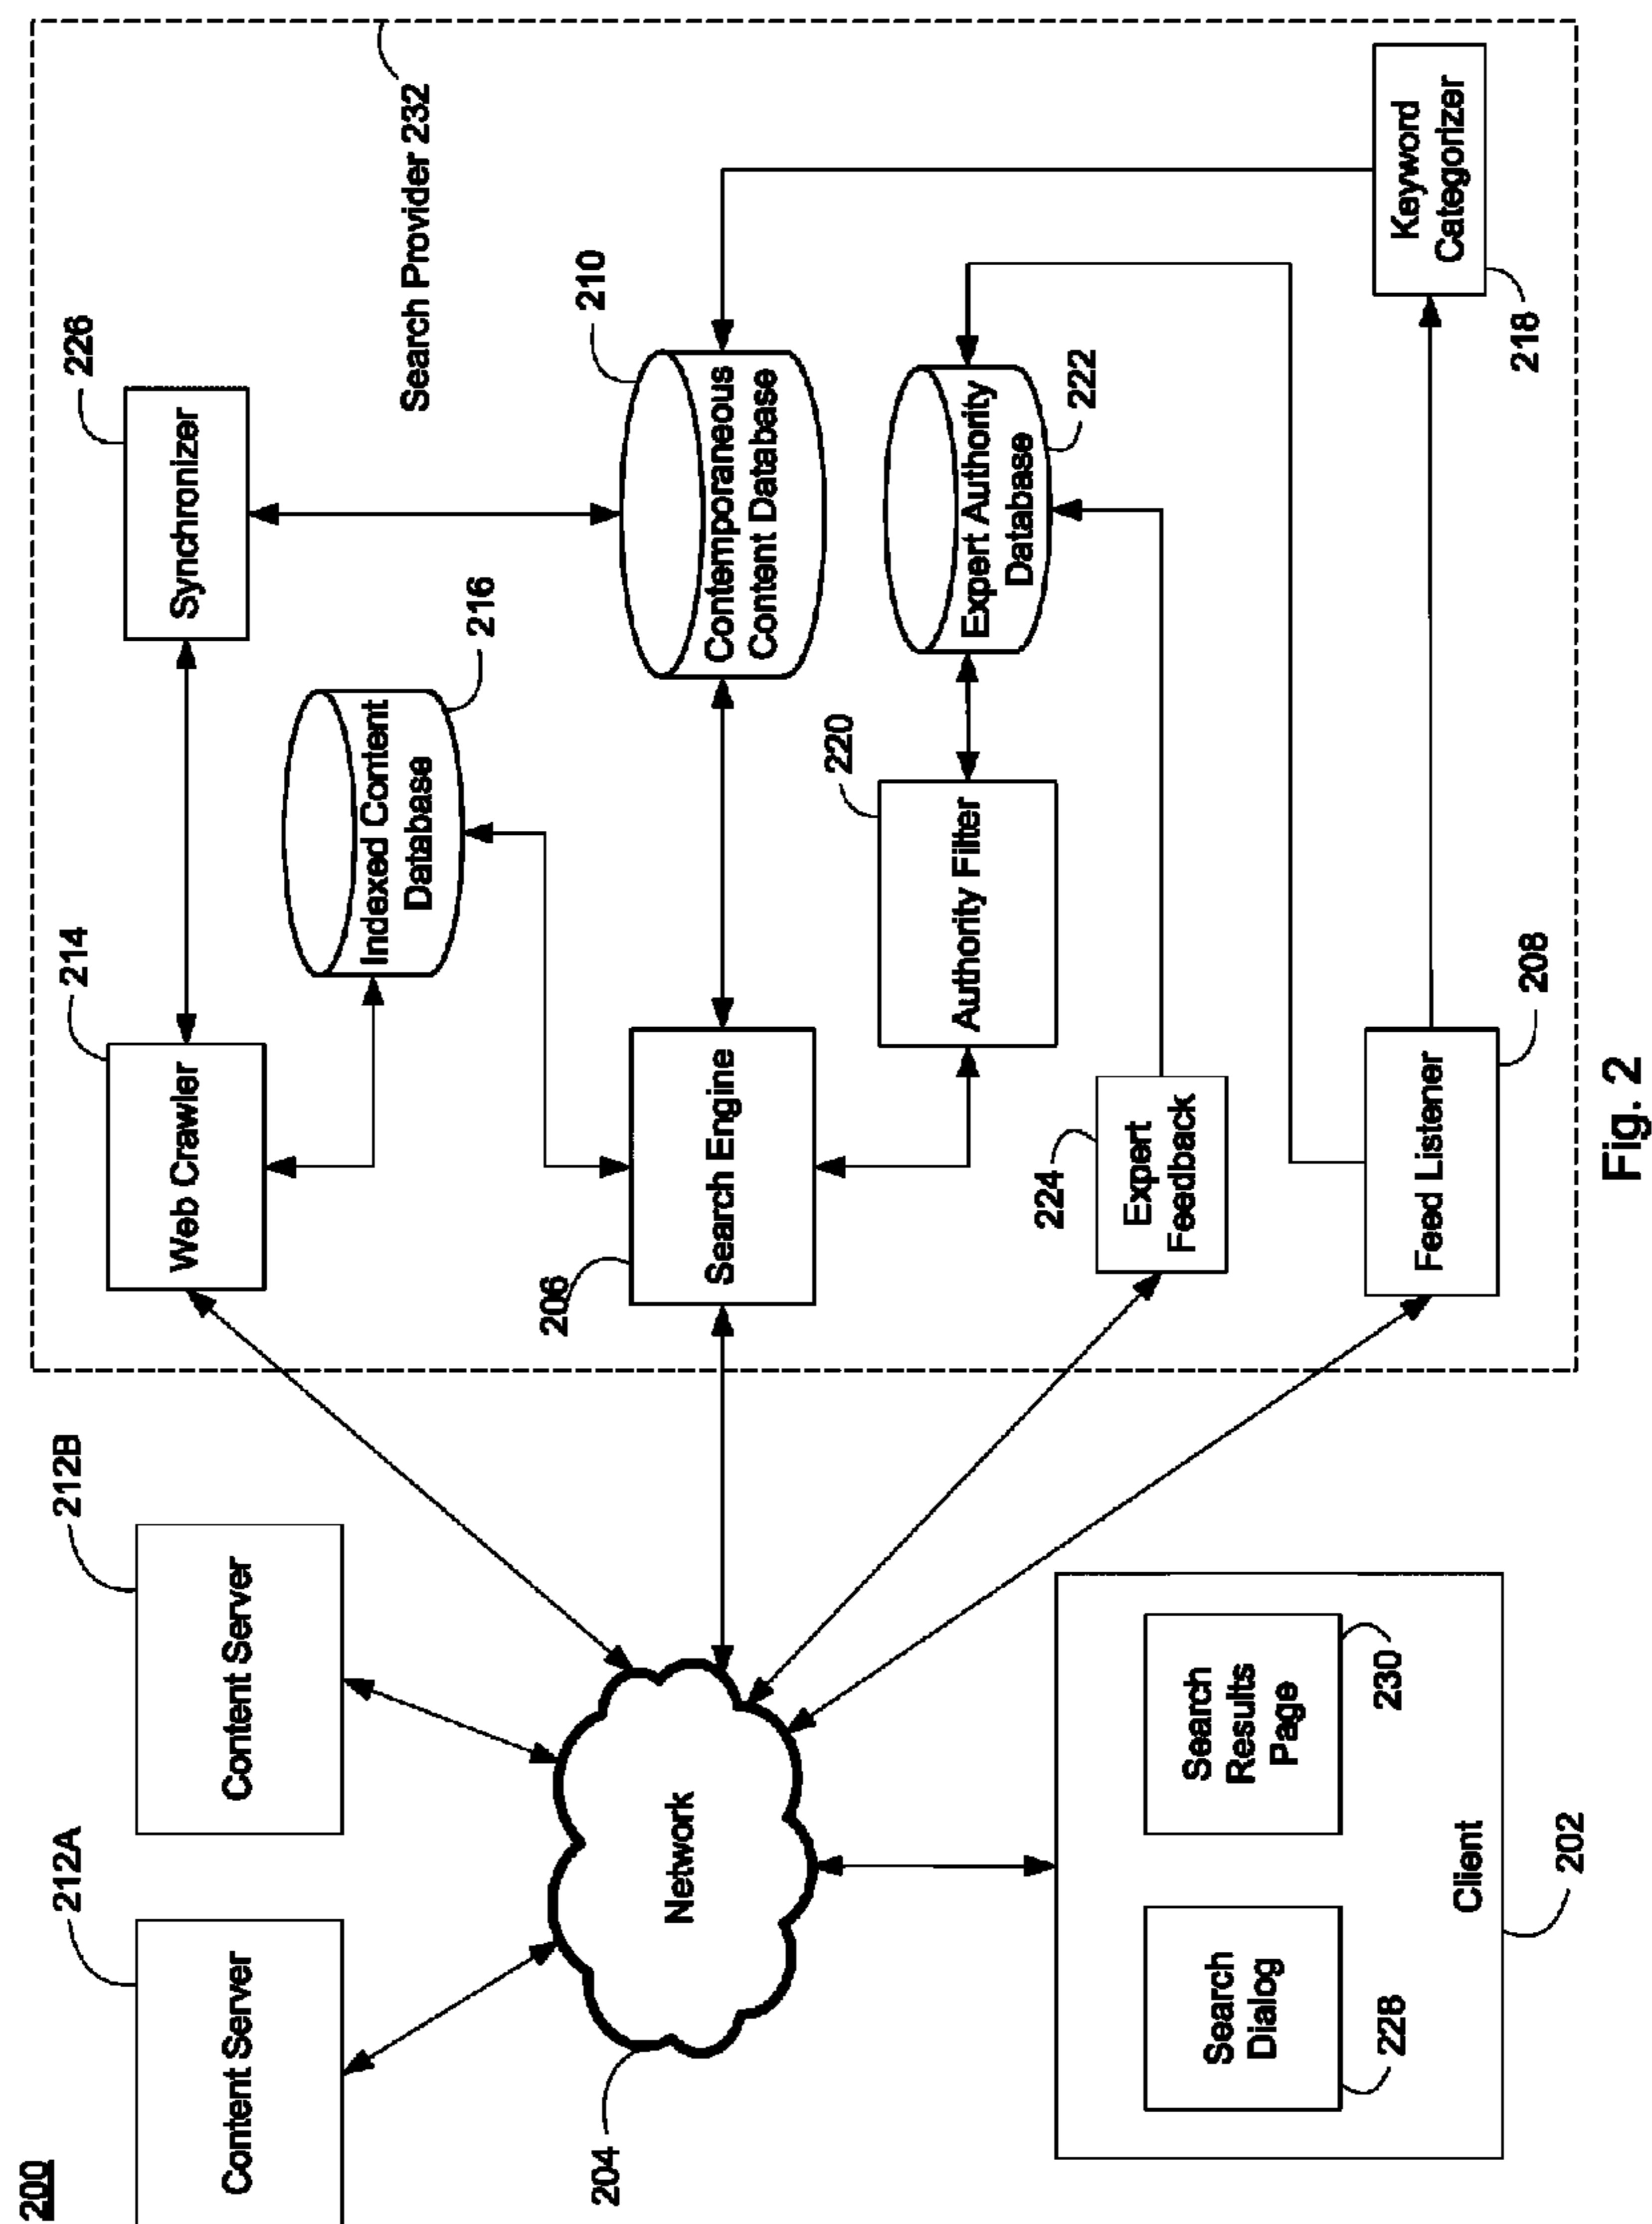 200
212A
Content Server
212B
Content Server
204
Network
Search
Dialog
228
Search
Results
Page
230
Client
202
Search Provider 232
214
Web Crawler
226
Synchronizer
Indexed Content
Database
216
206
Search Engine
210
Contemporaneous
Content Database
220
Authority Filter
Expert Authority
Database
222
224
Expert
Feedback
Feed Listener
208
Keyword
Categorizer
218
Fig. 2